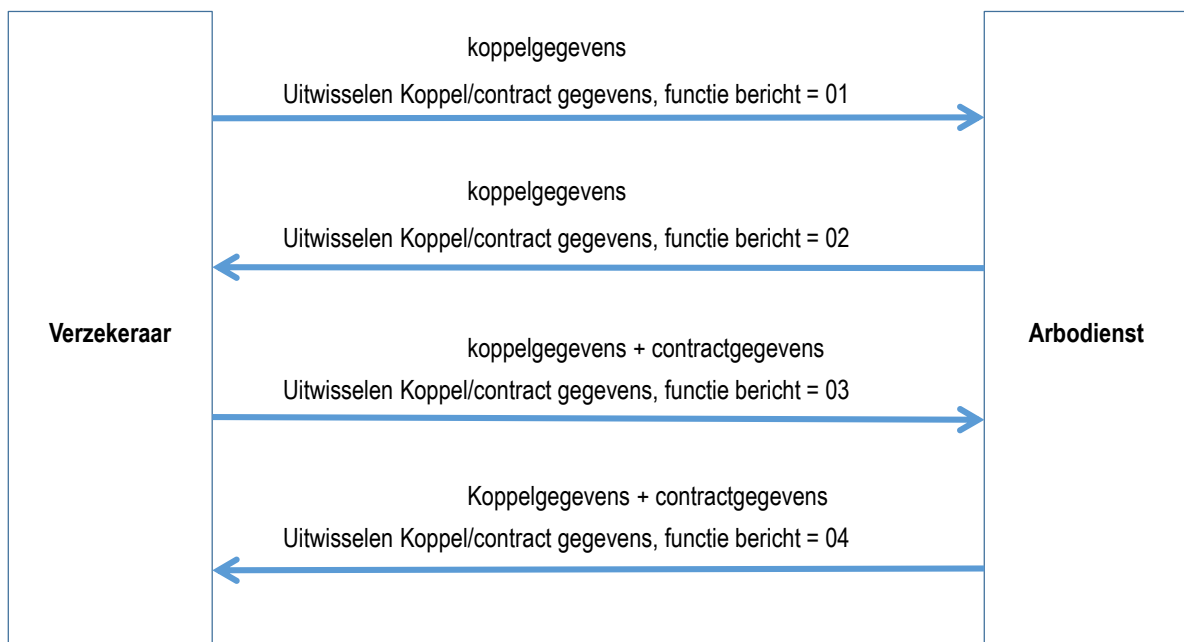 koppelgegevens
Uitwisselen Koppel/contract gegevens, functie bericht = 01
koppelgegevens
Uitwisselen Koppel/contract gegevens, functie bericht = 02
Verzekeraar
Arbodienst
koppelgegevens + contractgegevens
Uitwisselen Koppel/contract gegevens, functie bericht = 03
Koppelgegevens + contractgegevens
Uitwisselen Koppel/contract gegevens, functie bericht = 04